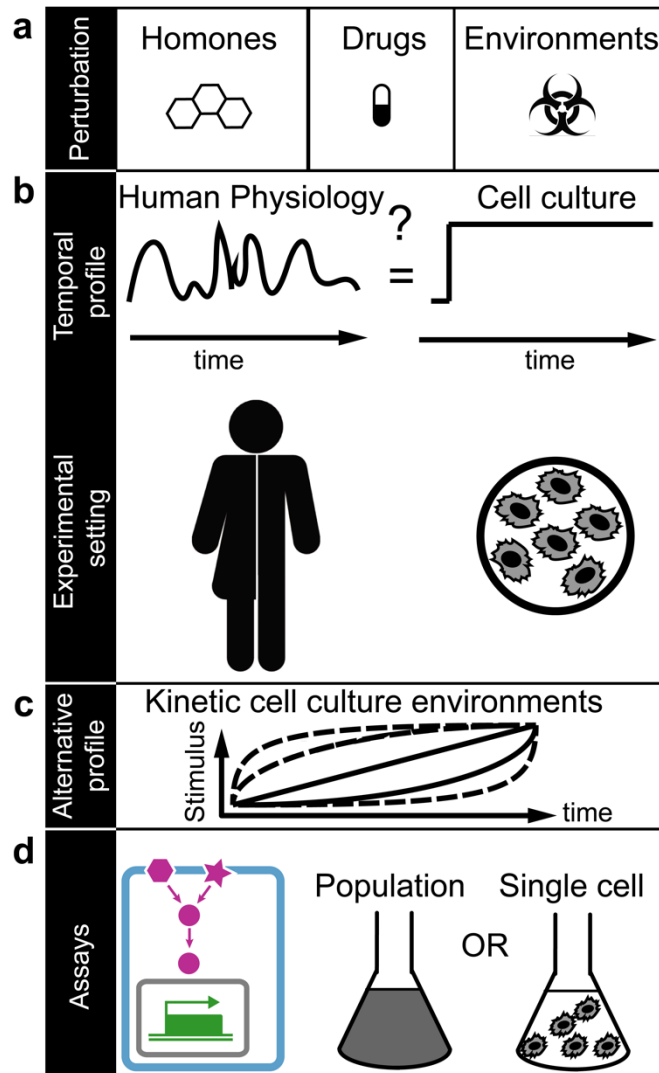 a
Perturbation
Homones
Drugs
Environments
b
Temporal
profile
Human Physiology
?
=
Cell culture
time
time
Experimental
setting
c
Alternative
profile
Kinetic cell culture environments
Stimulus
time
d
Assays
Population
OR
Single cell